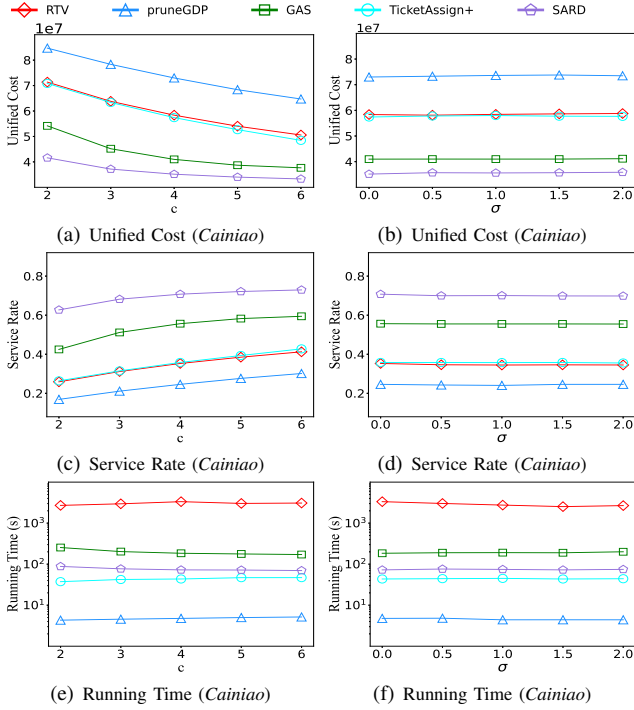 RTV pruneGDP GAS TicketAssign+ SARD
1e7
8
7
6
5
4
Unified Cost
2 3 4 5 6
c
(a) Unified Cost (Cainiao)
1e7
8
7
6
5
4
Unified Cost
0.0 0.5 1.0 1.5 2.0
σ
(b) Unified Cost (Cainiao)
0.8
0.6
0.4
0.2
Service Rate
2 3 4 5 6
c
(c) Service Rate (Cainiao)
0.8
0.6
0.4
0.2
Service Rate
0.0 0.5 1.0 1.5 2.0
σ
(d) Service Rate (Cainiao)
10³
10²
10¹
Running Time (s)
2 3 4 5 6
c
(e) Running Time (Cainiao)
10³
10²
10¹
Running Time (s)
0.0 0.5 1.0 1.5 2.0
σ
(f) Running Time (Cainiao)